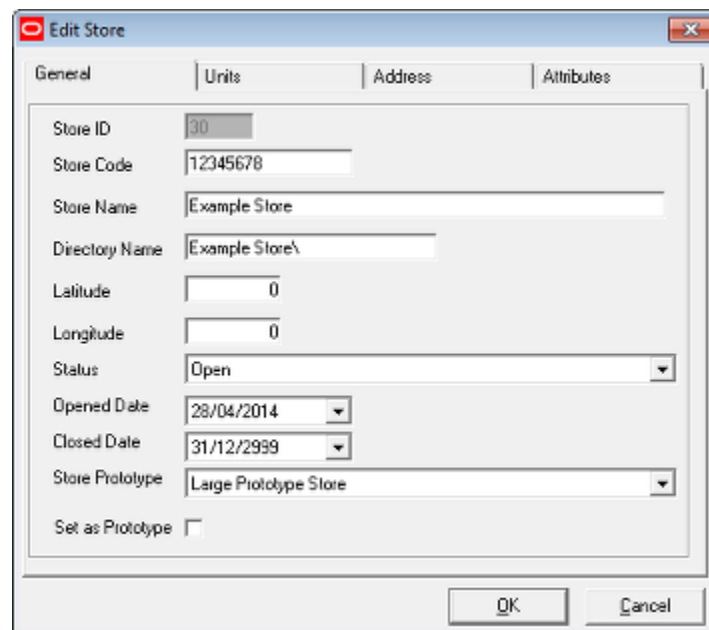 Edit Store
General Units Address Attributes
Store ID 30
Store Code 12345678
Store Name Example Store
Directory Name Example Store\
Latitude 0
Longitude 0
Status Open
Opened Date 28/04/2014
Closed Date 31/12/2999
Store Prototype Large Prototype Store
Set as Prototype
OK Cancel